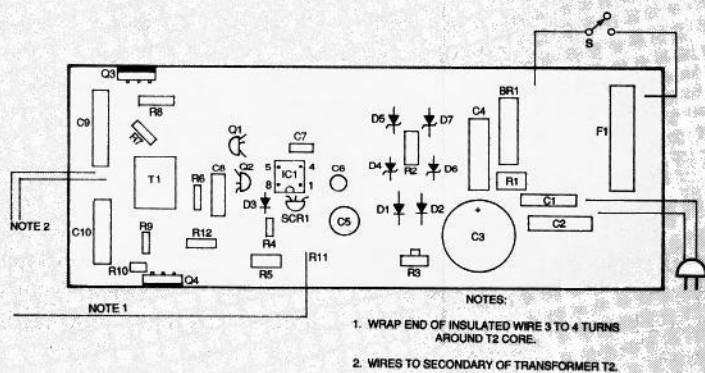 S
Q3
BR1
R8
D5
D7
C4
C9
Q1
F1
R7
C7
R2
Q2
5
4
IC1
C6
D4
D6
T1
R6
C8
8
1
R1
D3
SCR1
C1
NOTE 2
D1
D2
C5
C2
C10
R9
R4
C3
+
R12
R11
R10
R5
R3
Q4
NOTE 1
NOTES:
1. WRAP END OF INSULATED WIRE 3 TO 4 TURNS
AROUND T2 CORE.
2. WIRES TO SECONDARY OF TRANSFORMER T2.